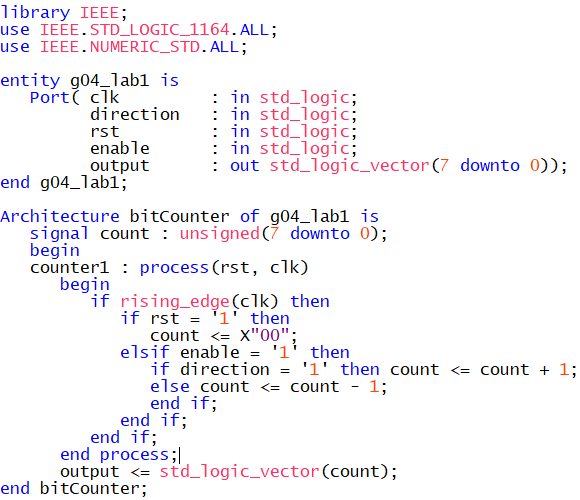 library IEEE;
use IEEE.STD_LOGIC_1164.ALL;
use IEEE.NUMERIC_STD.ALL;

entity g04_lab1 is
   Port( clk         : in std_logic;
         direction   : in std_logic;
         rst         : in std_logic;
         enable      : in std_logic;
         output      : out std_logic_vector(7 downto 0));
end g04_lab1;

Architecture bitCounter of g04_lab1 is
   signal count : unsigned(7 downto 0);
   begin
   counter1 : process(rst, clk)
      begin
         if rising_edge(clk) then
            if rst = '1' then
               count <= X"00";
            elsif enable = '1' then
               if direction = '1' then count <= count + 1;
               else count <= count - 1;
               end if;
            end if;
         end if;
      end process;
      output <= std_logic_vector(count);
end bitCounter;